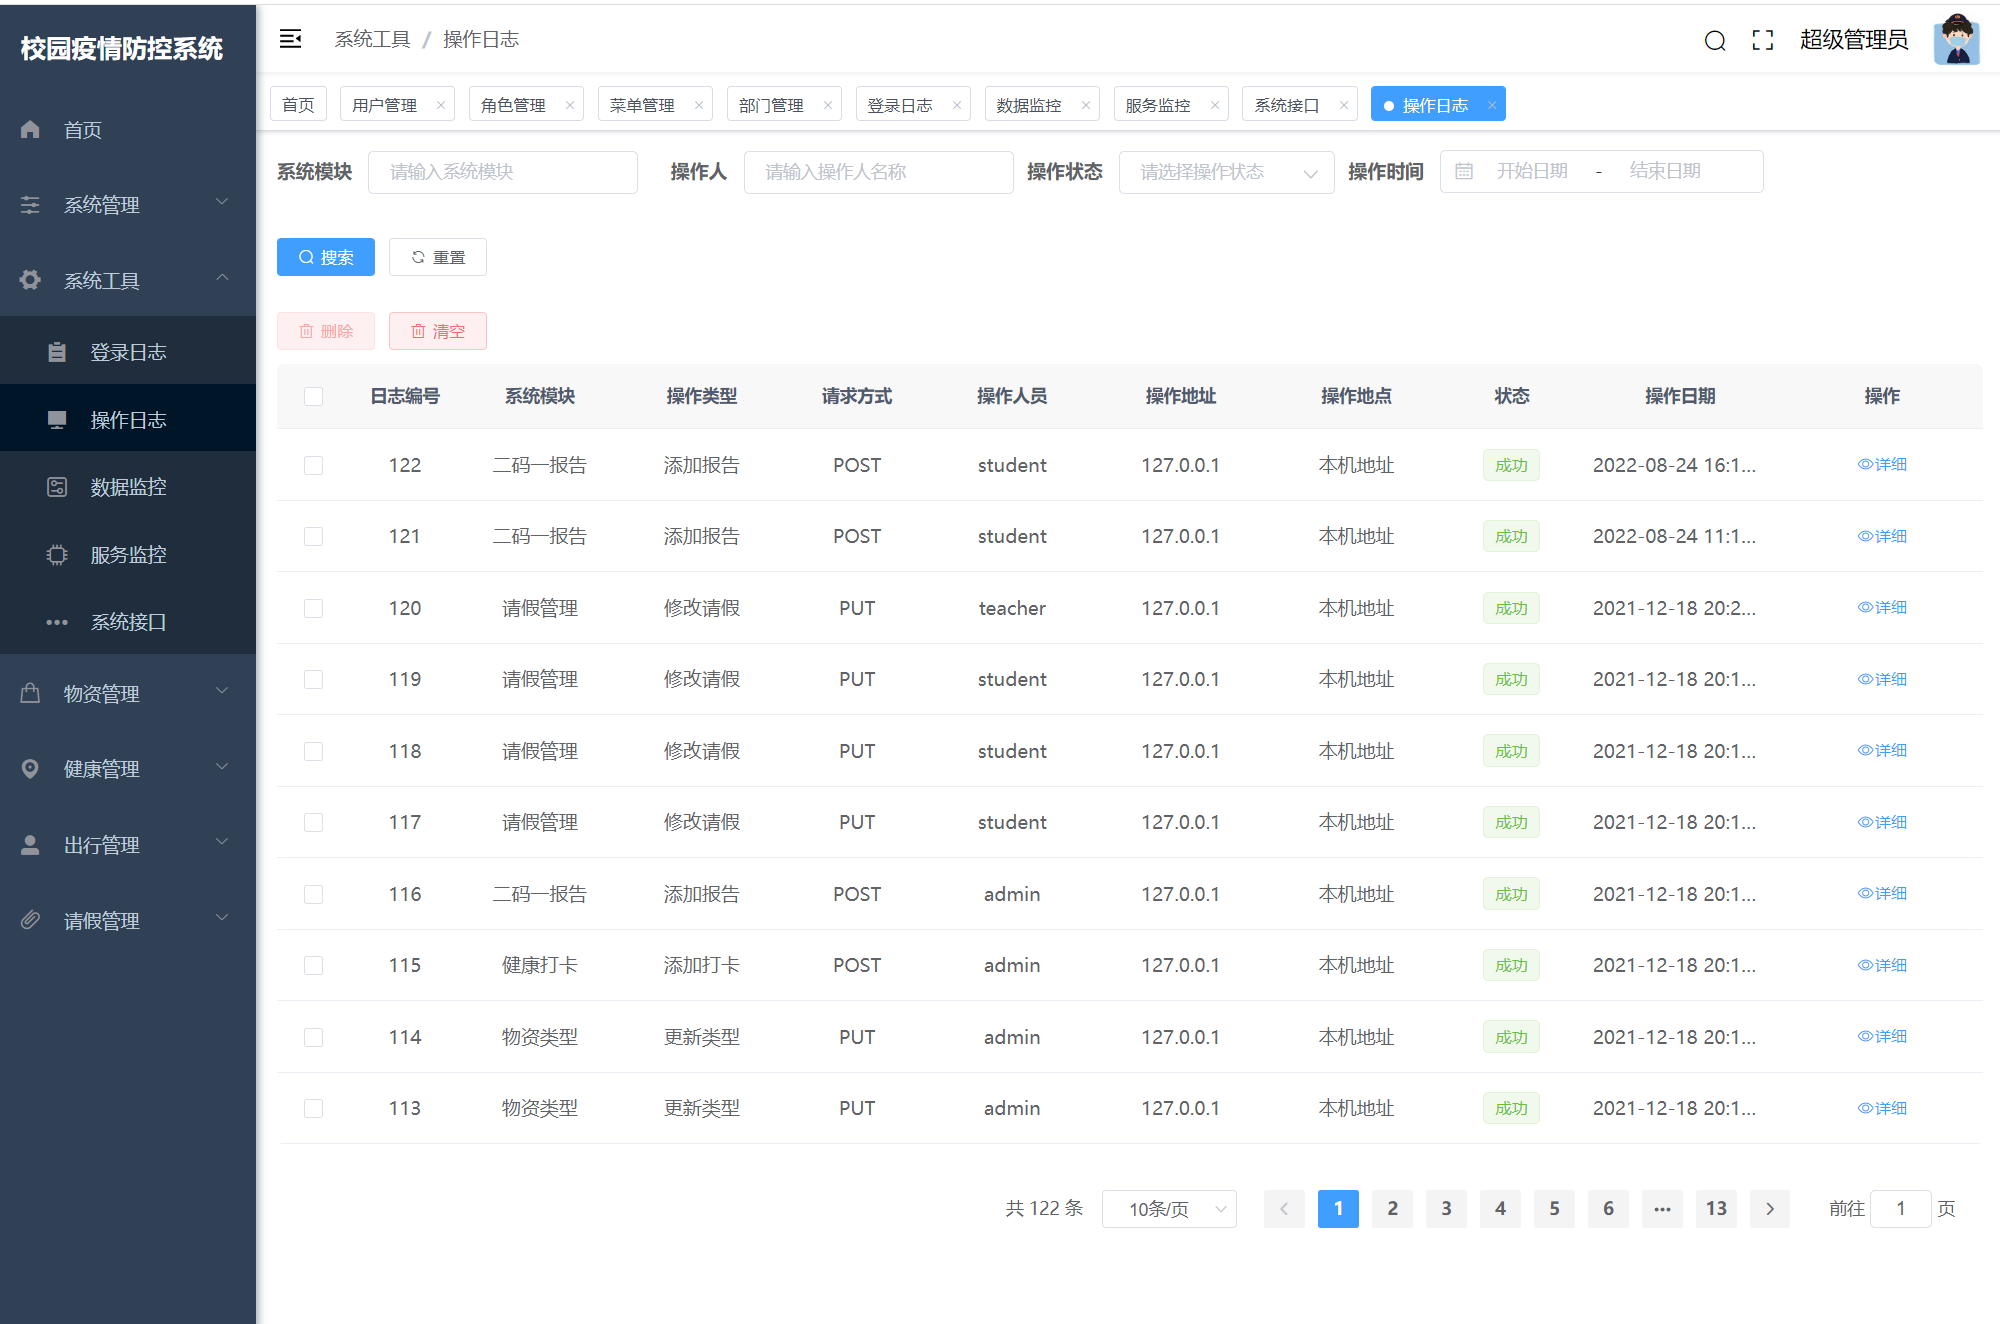 校园疫情防控系统
首页
系统管理
系统工具
登录日志
操作日志
数据监控
服务监控
系统接口
物资管理
健康管理
出行管理
请假管理
系统工具 / 操作日志
超级管理员
首页 用户管理 × 角色管理 × 菜单管理 × 部门管理 × 登录日志 × 数据监控 × 服务监控 × 系统接口 × 操作日志 ×
系统模块 请输入系统模块 操作人 请输入操作人名称 操作状态 请选择操作状态 操作时间 开始日期 - 结束日期
搜索 重置
删除 清空
日志编号 系统模块 操作类型 请求方式 操作人员 操作地址 操作地点 状态 操作日期 操作
122 二码一报告 添加报告 POST student 127.0.0.1 本机地址 成功 2022-08-24 16:1... 详细
121 二码一报告 添加报告 POST student 127.0.0.1 本机地址 成功 2022-08-24 11:1... 详细
120 请假管理 修改请假 PUT teacher 127.0.0.1 本机地址 成功 2021-12-18 20:2... 详细
119 请假管理 修改请假 PUT student 127.0.0.1 本机地址 成功 2021-12-18 20:1... 详细
118 请假管理 修改请假 PUT student 127.0.0.1 本机地址 成功 2021-12-18 20:1... 详细
117 请假管理 修改请假 PUT student 127.0.0.1 本机地址 成功 2021-12-18 20:1... 详细
116 二码一报告 添加报告 POST admin 127.0.0.1 本机地址 成功 2021-12-18 20:1... 详细
115 健康打卡 添加打卡 POST admin 127.0.0.1 本机地址 成功 2021-12-18 20:1... 详细
114 物资类型 更新类型 PUT admin 127.0.0.1 本机地址 成功 2021-12-18 20:1... 详细
113 物资类型 更新类型 PUT admin 127.0.0.1 本机地址 成功 2021-12-18 20:1... 详细
共 122 条 10条/页 1 2 3 4 5 6 ··· 13 前往 1 页